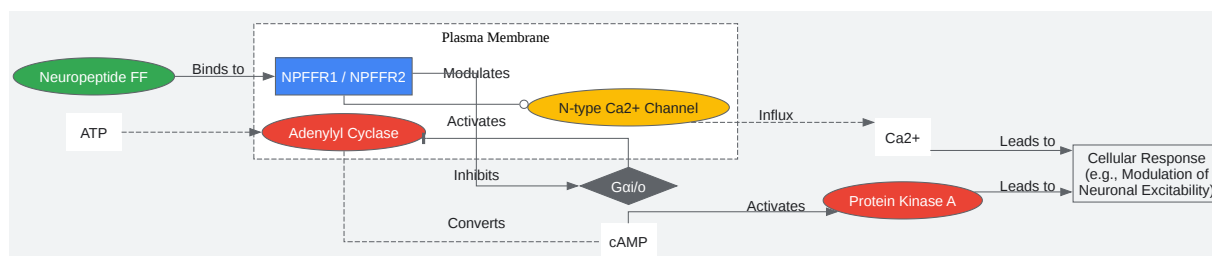 Plasma Membrane
Neuropeptide FF
Binds to
NPFFR1 / NPFFR2
Modulates
N-type Ca2+ Channel
Influx
ATP
Adenylyl Cyclase
Activates
Ca2+
Leads to
Cellular Response
(e.g., Modulation of
Neuronal Excitability)
Inhibits
Gαi/o
Leads to
Protein Kinase A
Activates
Converts
cAMP